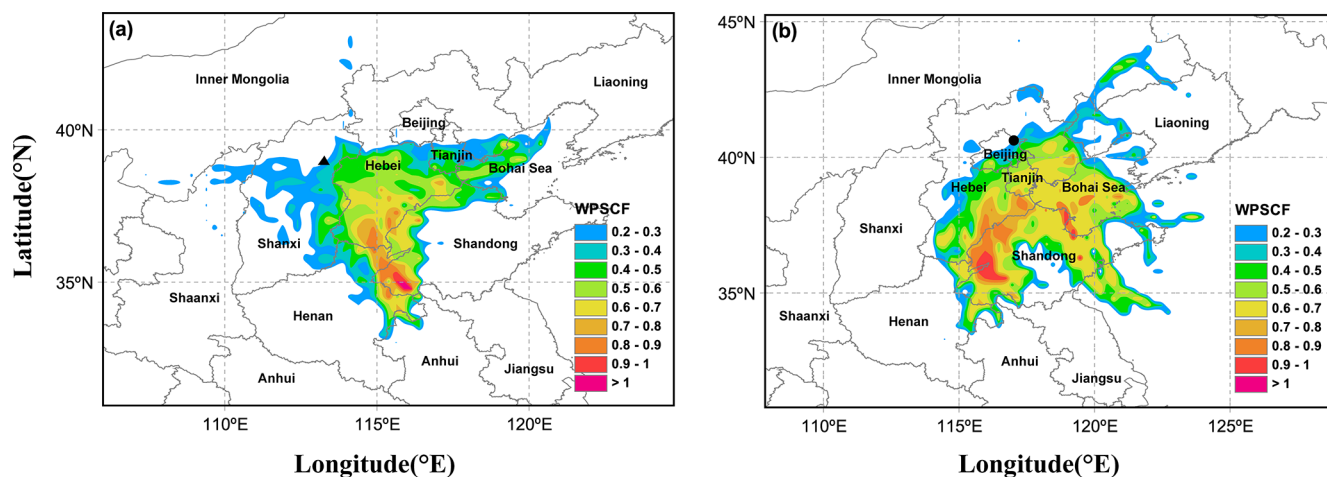 (a)
Inner Mongolia
Liaoning
Beijing
40°N
Tianjin
Hebei
Bohai Sea
WPSCF
0.2 - 0.3
Shanxi
Shandong
0.3 - 0.4
0.4 - 0.5
35°N
0.5 - 0.6
Shaanxi
0.6 - 0.7
Henan
0.7 - 0.8
0.8 - 0.9
Anhui
0.9 - 1
Anhui
Jiangsu
> 1
110°E
115°E
120°E
Latitude(°N)
Longitude(°E)
45°N
(b)
Inner Mongolia
Liaoning
40°N
Beijing
Tianjin
Hebei
Bohai Sea
WPSCF
Shanxi
0.2 - 0.3
0.3 - 0.4
Shandong
0.4 - 0.5
35°N
0.5 - 0.6
Shaanxi
Henan
0.6 - 0.7
0.7 - 0.8
0.8 - 0.9
Anhui
0.9 - 1
Jiangsu
> 1
110°E
115°E
120°E
125°E
Longitude(°E)